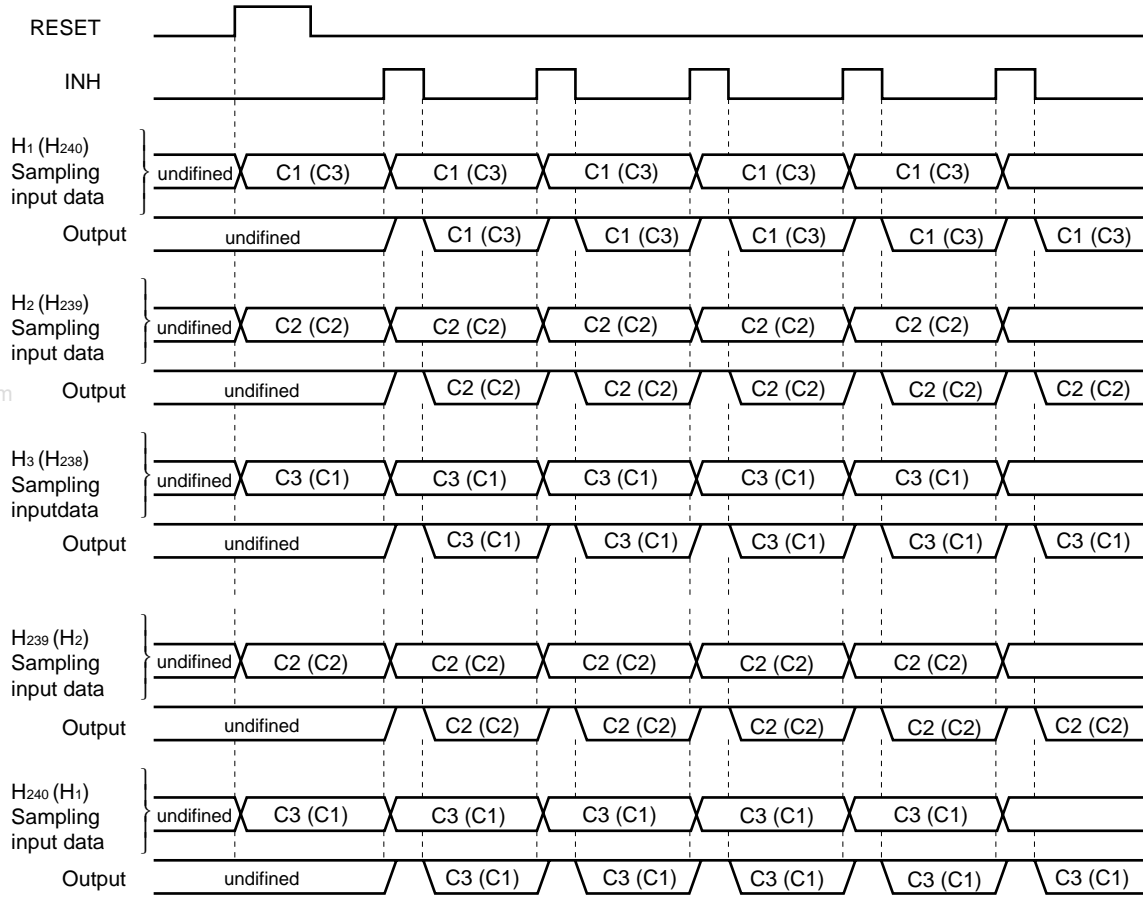 RESET
INH
H1 (H240)
Sampling
input data
undifined C1 (C3) C1 (C3) C1 (C3) C1 (C3) C1 (C3)
Output undifined C1 (C3) C1 (C3) C1 (C3) C1 (C3) C1 (C3)
H2 (H239)
Sampling
input data
undifined C2 (C2) C2 (C2) C2 (C2) C2 (C2) C2 (C2)
m
Output undifined C2 (C2) C2 (C2) C2 (C2) C2 (C2) C2 (C2)
H3 (H238)
Sampling
inputdata
undifined C3 (C1) C3 (C1) C3 (C1) C3 (C1) C3 (C1)
Output undifined C3 (C1) C3 (C1) C3 (C1) C3 (C1) C3 (C1)
H239 (H2)
Sampling
input data
undifined C2 (C2) C2 (C2) C2 (C2) C2 (C2) C2 (C2)
Output undifined C2 (C2) C2 (C2) C2 (C2) C2 (C2) C2 (C2)
H240 (H1)
Sampling
input data
undifined C3 (C1) C3 (C1) C3 (C1) C3 (C1) C3 (C1)
Output undifined C3 (C1) C3 (C1) C3 (C1) C3 (C1) C3 (C1)